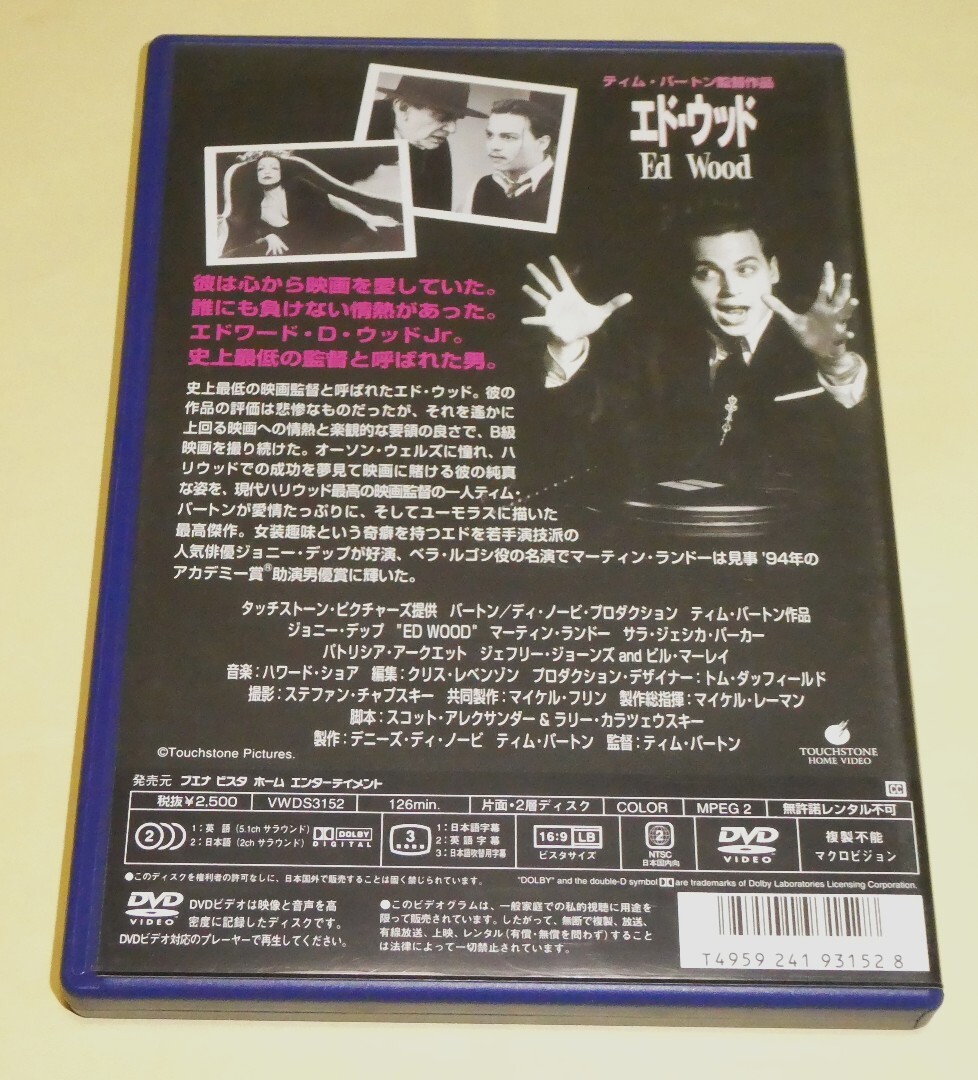 ティム・バートン監督作品
エド・ウッド
Ed Wood
彼は心から映画を愛していた。
誰にも負けない情熱があった。
エドワード・D・ウッドJr。
史上最低の監督と呼ばれた男。
史上最低の映画監督と呼ばれたエド・ウッド。彼の
作品の評価は悲惨なものだったが、それを遙かに
上回る映画への情熱と楽観的な要領の良さで、B級
映画を撮り続けた。オーソン・ウェルズに憧れ、ハ
リウッドでの成功を夢見て映画に賭ける彼の純真
な姿を、現代ハリウッド最高の映画監督の一人ティム・
バートンが愛情たっぷりに、そしてユーモラスに描いた
最高傑作。女装趣味という奇癖を持つエドを若手演技派の
人気俳優ジョニー・デップが好演、ベラ・ルゴシ役の名演でマーティン・ランドーは見事 '94年の
アカデミー賞®助演男優賞に輝いた。
タッチストーン・ピクチャーズ提供 バートン/ディ・ノービ・プロダクション ティム・バートン作品
ジョニー・デップ "ED WOOD" マーティン・ランドー サラ・ジェシカ・パーカー
パトリシア・アークエット ジェフリー・ジョーンズ and ビル・マーレイ
音楽:ハワード・ショア 編集:クリス・レベンゾン プロダクション・デザイナー:トム・ダッフィールド
撮影:ステファン・チャプスキー 共同製作:マイケル・フリン 製作総指揮:マイケル・レーマン
脚本:スコット・アレクサンダー & ラリー・カラツェウスキー
製作:デニーズ・ディ・ノービ ティム・バートン 監督:ティム・バートン
©Touchstone Pictures.
TOUCHSTONE
HOME VIDEO
発売元 ブエナ ビスタ ホーム エンターテイメント
CC
税抜¥2,500 VWDS3152 126min. 片面・2層ディスク COLOR MPEG 2 無許諾レンタル不可
2 1:英語(5.1ch サラウンド) 2:日本語(2ch サラウンド) DOLBY DIGITAL
3 1:日本語字幕 2:英語字幕 3:日本語吹替用字幕
16:9 LB ビスタサイズ
2 NTSC 日本国内向
DVD VIDEO
複製不能 マクロビジョン
●このディスクを権利者の許可なしに、日本国外で販売することは固く禁じられています。
"DOLBY" and the double-D symbol are trademarks of Dolby Laboratories Licensing Corporation.
DVD VIDEO
DVDビデオは映像と音声を高
密度に記録したディスクです。
DVDビデオ対応のプレーヤーで再生してください。
●このビデオグラムは、一般家庭での私的視聴に用途を
限って販売されています。したがって、無断で複製、放送、
有線放送、上映、レンタル(有償・無償を問わず)すること
は法律によって一切禁止されています。
T4959 241 93152 8